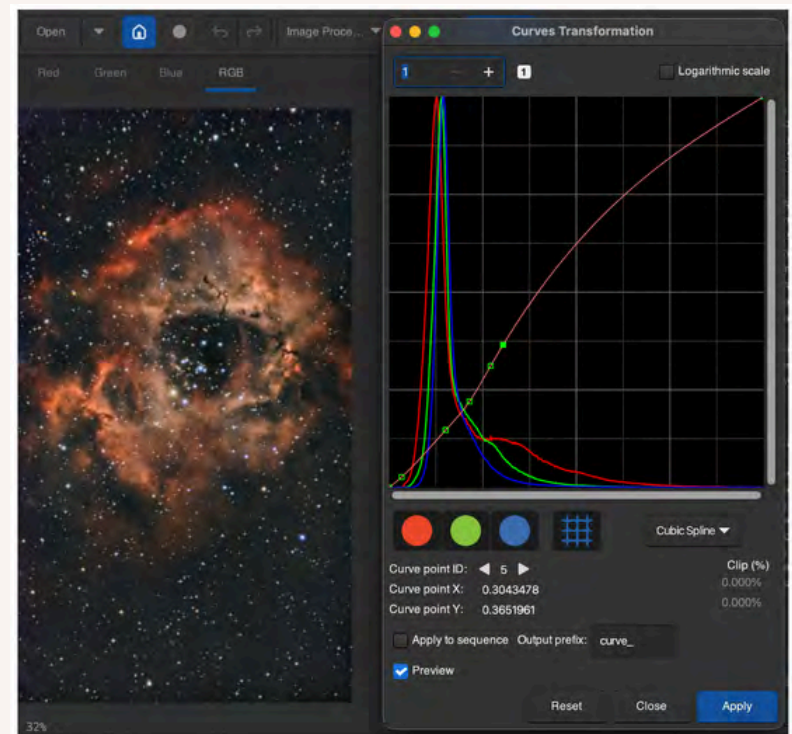 Open Image Proce...
Red Green Blue RGB
32%
Curves Transformation
1 − + 1 Logarithmic scale
Cubic Spline
Curve point ID: 5 Clip (%)
Curve point X: 0.3043478 0.000%
Curve point Y: 0.3651961 0.000%
Apply to sequence Output prefix: curve_
Preview
Reset Close Apply